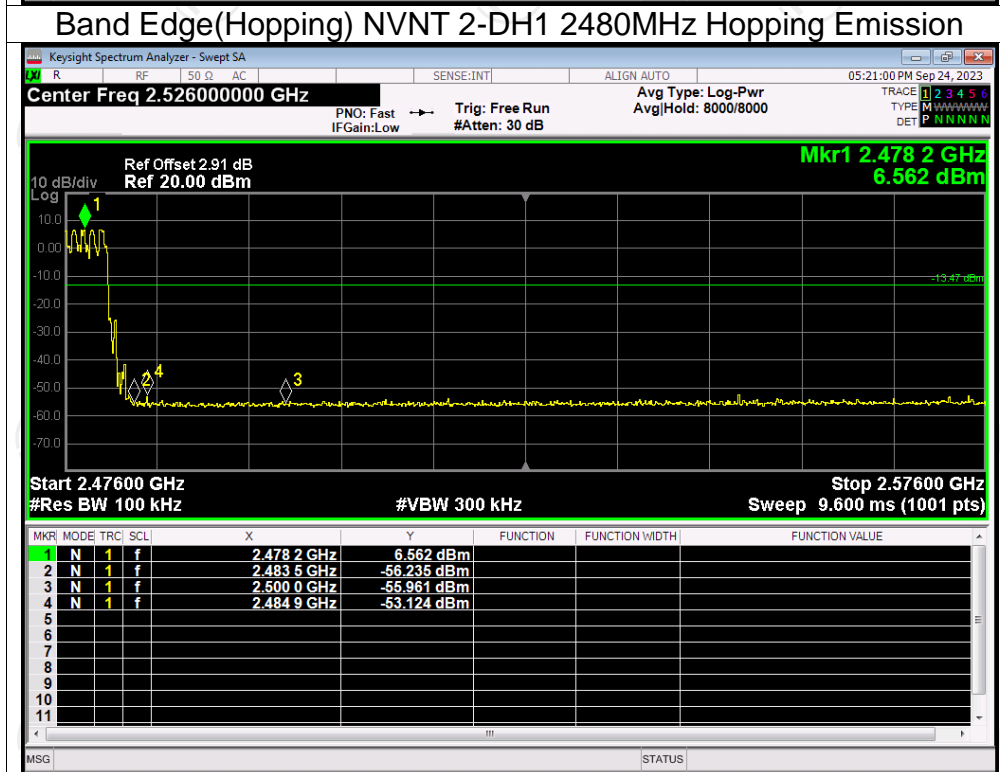 Band Edge(Hopping) NVNT 2-DH1 2480MHz Hopping Emission
Keysight Spectrum Analyzer - Swept SA
LXI R RF 50 Ω AC SENSE:INT ALIGN AUTO 05:21:00 PM Sep 24, 2023
Center Freq 2.526000000 GHz Avg Type: Log-Pwr TRACE 1 2 3 4 5 6
PNO: Fast Trig: Free Run Avg|Hold: 8000/8000 TYPE M WWWWW
IFGain:Low #Atten: 30 dB DET P N N N N N
Mkr1 2.478 2 GHz
Ref Offset 2.91 dB
10 dB/div Ref 20.00 dBm 6.562 dBm
Log
1
10.0
0.00
-10.0
-13.47 dBm
-20.0
-30.0
-40.0
2 4 3
-50.0
-60.0
-70.0
Start 2.47600 GHz Stop 2.57600 GHz
#Res BW 100 kHz #VBW 300 kHz Sweep 9.600 ms (1001 pts)
MKR MODE TRC SCL X Y FUNCTION FUNCTION WIDTH FUNCTION VALUE
1 N 1 f 2.478 2 GHz 6.562 dBm
2 N 1 f 2.483 5 GHz -56.235 dBm
3 N 1 f 2.500 0 GHz -55.961 dBm
4 N 1 f 2.484 9 GHz -53.124 dBm
5
6
7
8
9
10
11
MSG STATUS